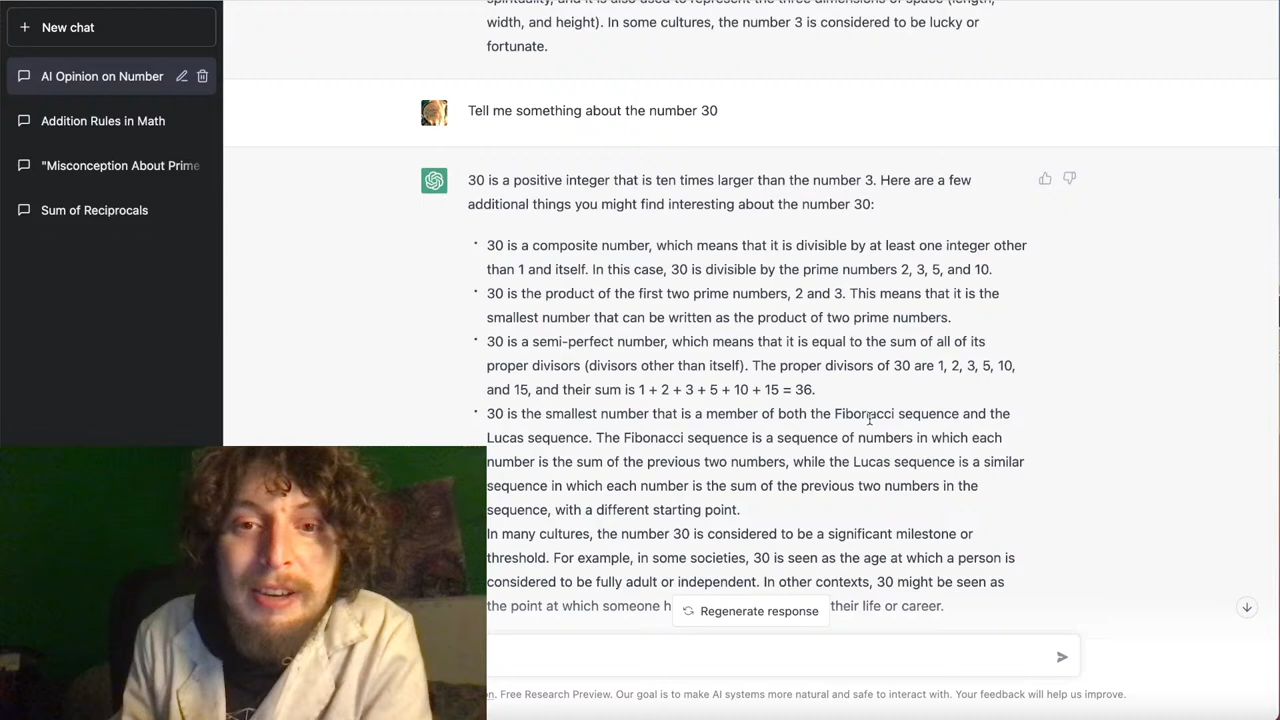 New chat
AI Opinion on Number
Addition Rules in Math
"Misconception About Prime
Sum of Reciprocals
width, and height). In some cultures, the number 3 is considered to be lucky or
fortunate.
Tell me something about the number 30
30 is a positive integer that is ten times larger than the number 3. Here are a few
additional things you might find interesting about the number 30:
30 is a composite number, which means that it is divisible by at least one integer other
than 1 and itself. In this case, 30 is divisible by the prime numbers 2, 3, 5, and 10.
30 is the product of the first two prime numbers, 2 and 3. This means that it is the
smallest number that can be written as the product of two prime numbers.
30 is a semi-perfect number, which means that it is equal to the sum of all of its
proper divisors (divisors other than itself). The proper divisors of 30 are 1, 2, 3, 5, 10,
and 15, and their sum is 1 + 2 + 3 + 5 + 10 + 15 = 36.
30 is the smallest number that is a member of both the Fibonacci sequence and the
Lucas sequence. The Fibonacci sequence is a sequence of numbers in which each
number is the sum of the previous two numbers, while the Lucas sequence is a similar
sequence in which each number is the sum of the previous two numbers in the
sequence, with a different starting point.
In many cultures, the number 30 is considered to be a significant milestone or
threshold. For example, in some societies, 30 is seen as the age at which a person is
considered to be fully adult or independent. In other contexts, 30 might be seen as
the point at which someone their life or career.
Regenerate response
Free Research Preview. Our goal is to make AI systems more natural and safe to interact with. Your feedback will help us improve.